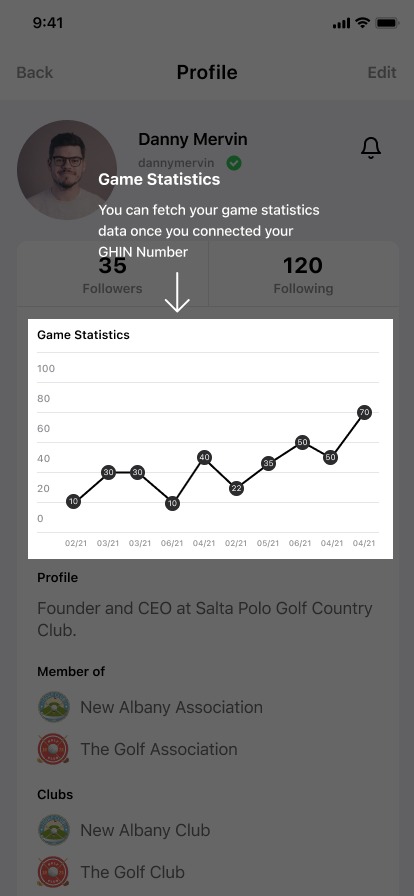 9:41
Back
Profile
Edit
Danny Mervin
dannymervin
Game Statistics
You can fetch your game statistics
data once you connected your
GHIN Number
35
120
Followers
Following
Game Statistics
100
80
60
40
20
0
10
30
30
10
40
22
35
50
50
70
02/21 03/21 03/21 06/21 04/21 02/21 05/21 06/21 04/21 04/21
Profile
Founder and CEO at Salta Polo Golf Country
Club.
Member of
New Albany Association
The Golf Association
Clubs
New Albany Club
The Golf Club